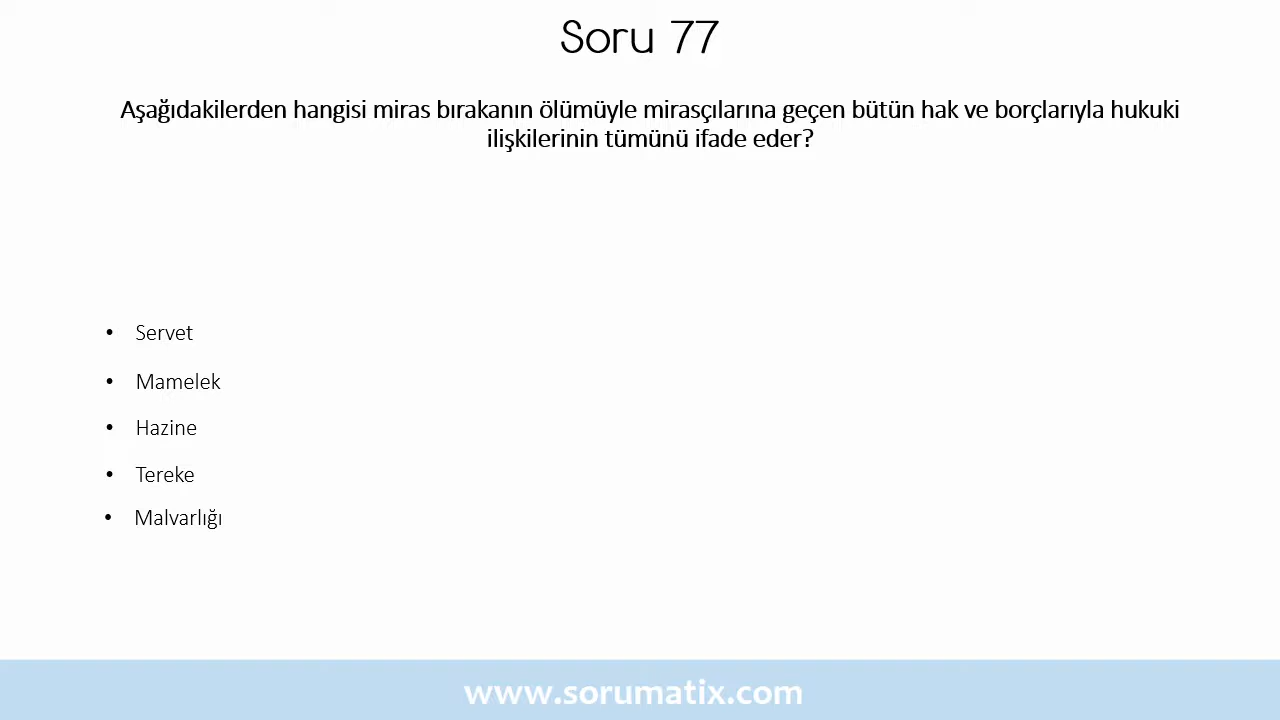 Soru 77
Aşağıdakilerden hangisi miras bırakanın ölümüyle mirasçılarına geçen bütün hak ve borçlarıyla hukuki
ilişkilerinin tümünü ifade eder?
• Servet
• Mamelek
• Hazine
• Tereke
• Malvarlığı
www.sorumatix.com